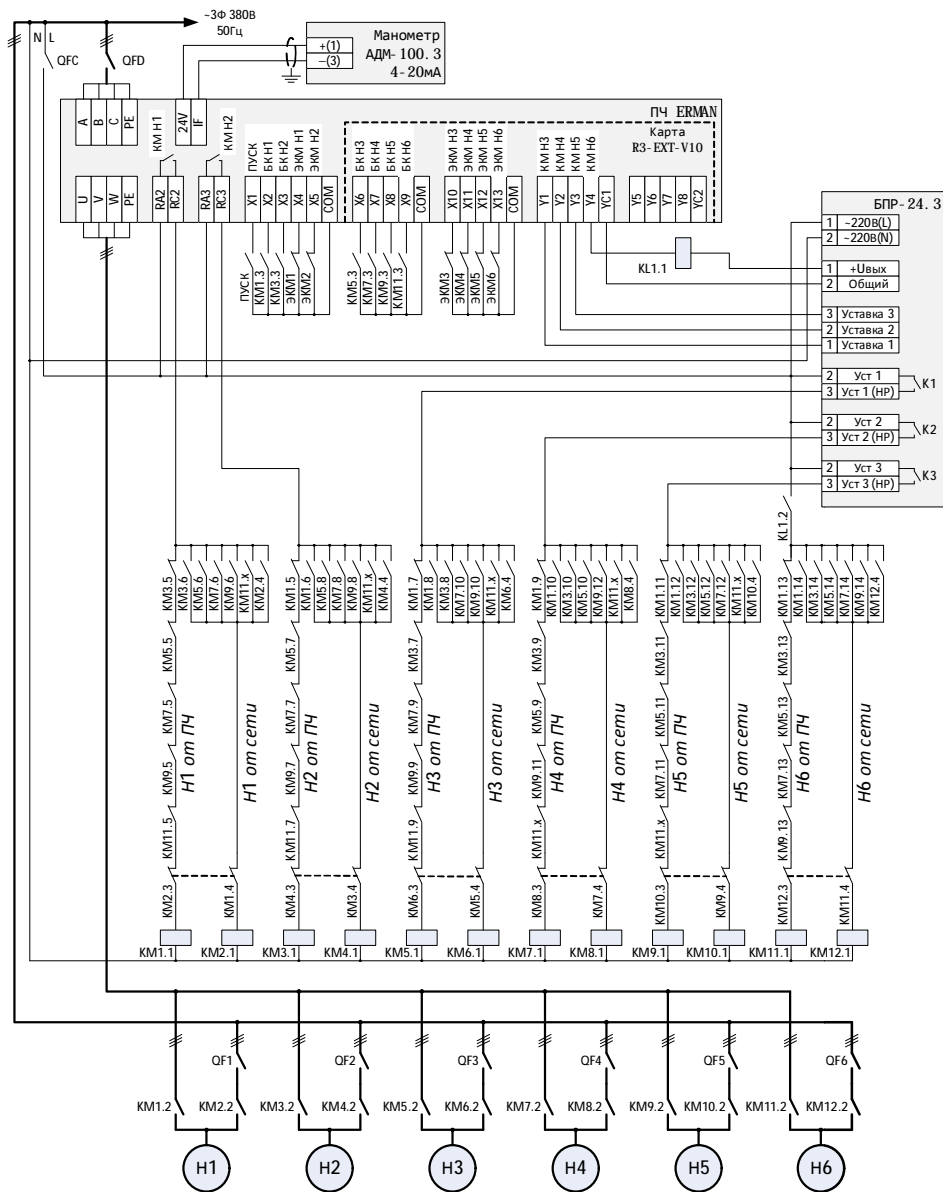 ~3Ф 380В
50Гц
N L
QFC
QFD
Манометр
АДМ-100.3
4-20мА
+(1)
−(3)
ПЧ ERMAN
Карта
R3-EXT-V10
A
B
C
PE
КМ Н1
24V
IF
КМ Н2
U
V
W
PE
RA2
RC2
RA3
RC3
ПУСК
БК Н1
БК Н2
ЭКМ Н1
ЭКМ Н2
X1
X2
X3
X4
X5
COM
БК Н3
БК Н4
БК Н5
БК Н6
X6
X7
X8
X9
COM
ЭКМ Н3
ЭКМ Н4
ЭКМ Н5
ЭКМ Н6
X10
X11
X12
X13
COM
КМ Н3
КМ Н4
КМ Н5
КМ Н6
Y1
Y2
Y3
Y4
YC1
Y5
Y6
Y7
Y8
YC2
ПУСК
КМ1.3
КМ3.3
ЭКМ1
ЭКМ2
КМ5.3
КМ7.3
КМ9.3
КМ11.3
ЭКМ3
ЭКМ4
ЭКМ5
ЭКМ6
KL1.1
БПР-24.3
1 ~220В(L)
2 ~220В(N)
1 +Uвых
2 Общий
3 Уставка 3
2 Уставка 2
1 Уставка 1
2 Уст 1
3 Уст 1 (НР)
К1
2 Уст 2
3 Уст 2 (НР)
К2
2 Уст 3
3 Уст 3 (НР)
К3
KL1.2
КМ3.5
КМ3.6
КМ5.6
КМ7.6
КМ9.6
КМ11.x
КМ2.4
КМ1.5
КМ1.6
КМ5.8
КМ7.8
КМ9.8
КМ11.x
КМ4.4
КМ1.7
КМ1.8
КМ3.8
КМ7.10
КМ9.10
КМ11.x
КМ6.4
КМ1.9
КМ1.10
КМ3.10
КМ5.10
КМ9.12
КМ11.x
КМ8.4
КМ1.11
КМ1.12
КМ3.12
КМ5.12
КМ7.12
КМ11.x
КМ10.4
КМ1.13
КМ1.14
КМ3.14
КМ5.14
КМ7.14
КМ9.14
КМ12.4
КМ5.5
КМ7.5
КМ9.5
КМ11.5
КМ2.3
Н1 от ПЧ
Н1 от сети
КМ1.4
КМ5.7
КМ7.7
КМ9.7
КМ11.7
КМ4.3
Н2 от ПЧ
Н2 от сети
КМ3.4
КМ3.7
КМ7.9
КМ9.9
КМ11.9
КМ6.3
Н3 от ПЧ
Н3 от сети
КМ5.4
КМ3.9
КМ5.9
КМ9.11
КМ11.x
КМ8.3
Н4 от ПЧ
Н4 от сети
КМ7.4
КМ3.11
КМ5.11
КМ7.11
КМ11.x
КМ10.3
Н5 от ПЧ
Н5 от сети
КМ9.4
КМ3.13
КМ5.13
КМ7.13
КМ9.13
КМ12.3
Н6 от ПЧ
Н6 от сети
КМ11.4
КМ1.1
КМ2.1
КМ3.1
КМ4.1
КМ5.1
КМ6.1
КМ7.1
КМ8.1
КМ9.1
КМ10.1
КМ11.1
КМ12.1
QF1
QF2
QF3
QF4
QF5
QF6
КМ1.2
КМ2.2
КМ3.2
КМ4.2
КМ5.2
КМ6.2
КМ7.2
КМ8.2
КМ9.2
КМ10.2
КМ11.2
КМ12.2
Н1
Н2
Н3
Н4
Н5
Н6